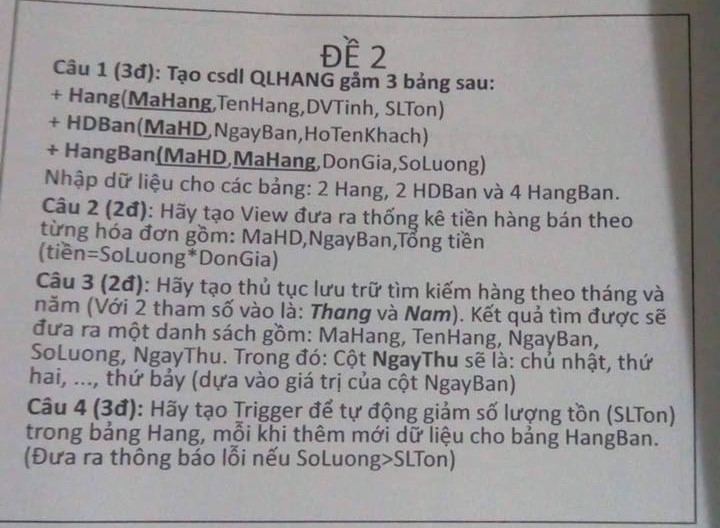 ĐỀ 2
Câu 1 (3đ): Tạo csdl QLHANG gồm 3 bảng sau:
+ Hang(MaHang,TenHang,DVTinh, SLTon)
+ HDBan(MaHD,NgayBan,HoTenKhach)
+ HangBan(MaHD,MaHang,DonGia,SoLuong)
Nhập dữ liệu cho các bảng: 2 Hang, 2 HDBan và 4 HangBan.
Câu 2 (2đ): Hãy tạo View đưa ra thống kê tiền hàng bán theo
từng hóa đơn gồm: MaHD,NgayBan,Tổng tiền
(tiền=SoLuong*DonGia)
Câu 3 (2đ): Hãy tạo thủ tục lưu trữ tìm kiếm hàng theo tháng và
năm (Với 2 tham số vào là: Thang và Nam). Kết quả tìm được sẽ
đưa ra một danh sách gồm: MaHang, TenHang, NgayBan,
SoLuong, NgayThu. Trong đó: Cột NgayThu sẽ là: chủ nhật, thứ
hai, ..., thứ bảy (dựa vào giá trị của cột NgayBan)
Câu 4 (3đ): Hãy tạo Trigger để tự động giảm số lượng tồn (SLTon)
trong bảng Hang, mỗi khi thêm mới dữ liệu cho bảng HangBan.
(Đưa ra thông báo lỗi nếu SoLuong>SLTon)